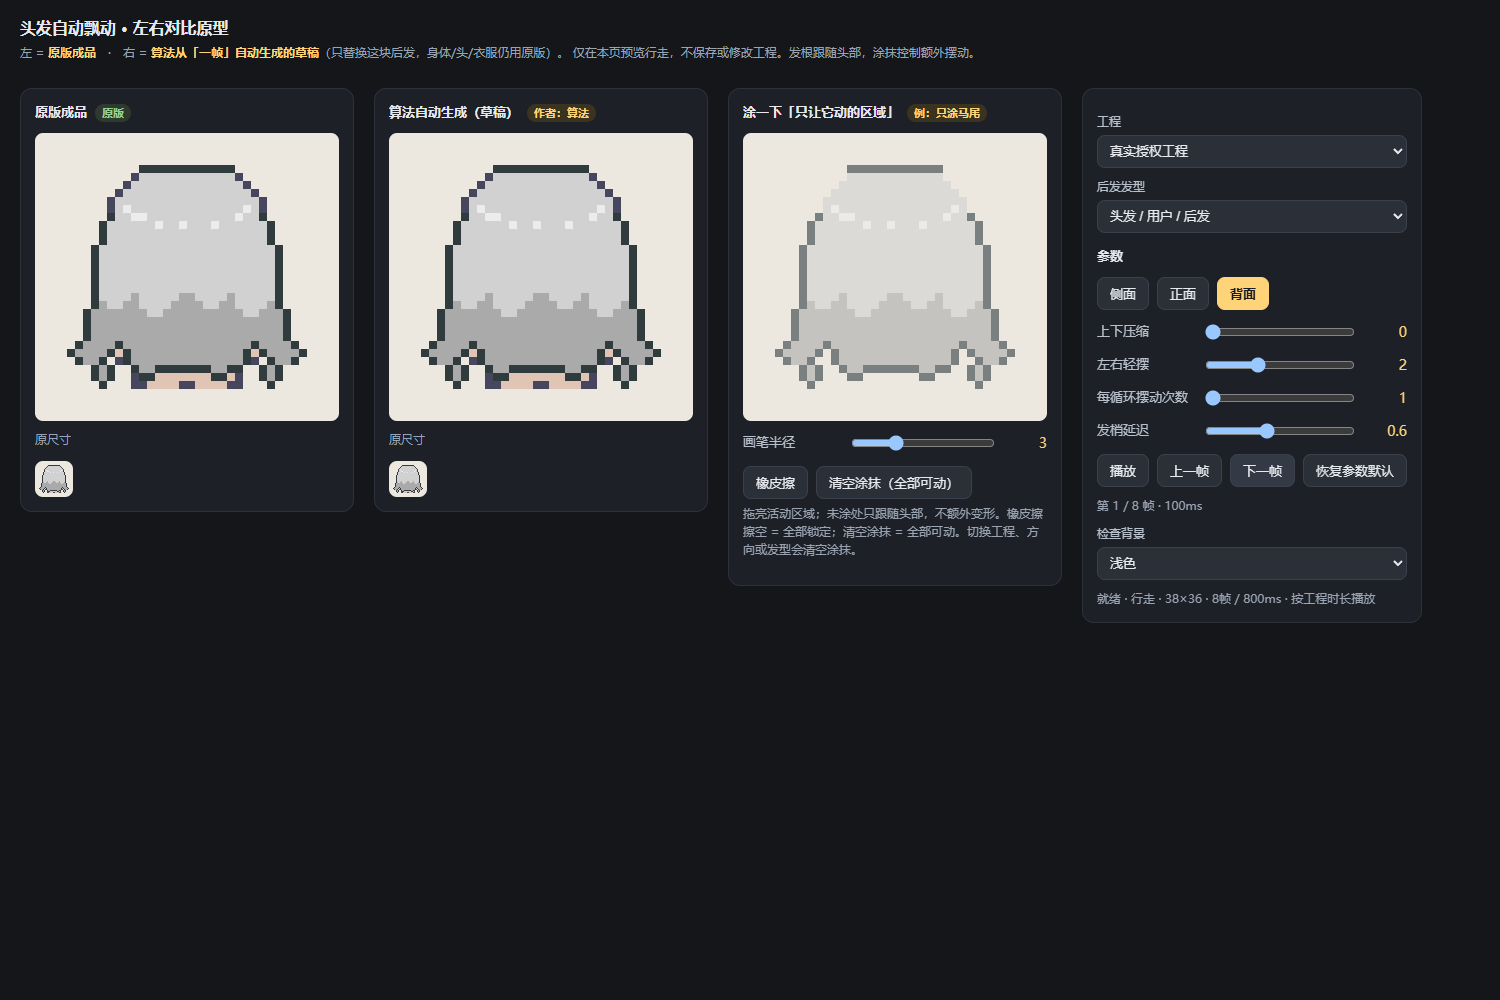 头发自动飘动 • 左右对比原型
左 = 原版成品 · 右 = 算法从「一帧」自动生成的草稿（只替换这块后发，身体/头/衣服仍用原版）。 仅在本页预览行走，不保存或修改工程。发根跟随头部，涂抹控制额外摆动。
原版成品 原版
原尺寸
算法自动生成（草稿） 作者：算法
原尺寸
涂一下「只让它动的区域」 例：只涂马尾
画笔半径 3
橡皮擦 清空涂抹（全部可动）
拖亮活动区域；未涂处只跟随头部，不额外变形。橡皮擦
擦空 = 全部锁定；清空涂抹 = 全部可动。切换工程、方
向或发型会清空涂抹。
工程
真实授权工程
后发发型
头发 / 用户 / 后发
参数
侧面 正面 背面
上下压缩 0
左右轻摆 2
每循环摆动次数 1
发梢延迟 0.6
播放 上一帧 下一帧 恢复参数默认
第 1 / 8 帧 · 100ms
检查背景
浅色
就绪 · 行走 · 38×36 · 8帧 / 800ms · 按工程时长播放